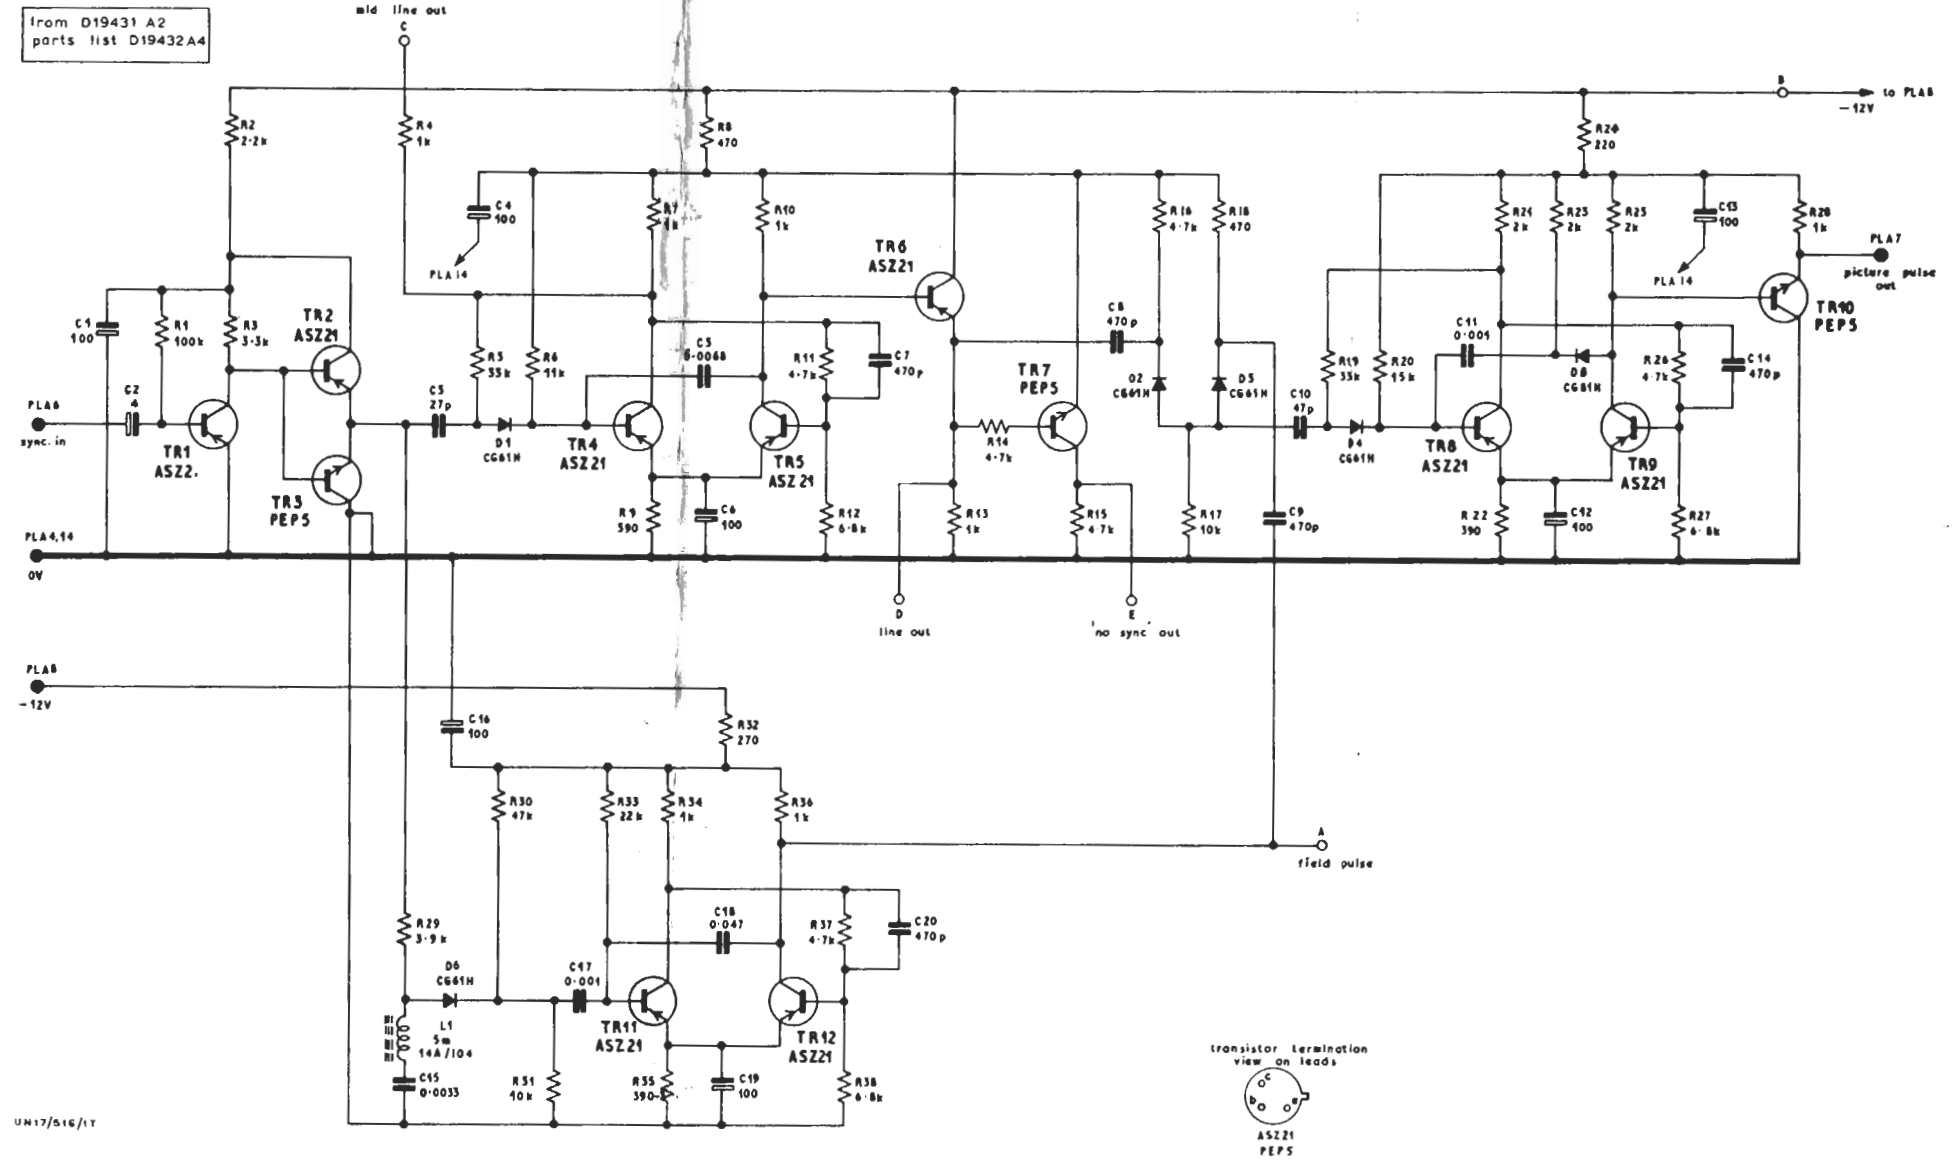 from D19431 A2
parts list D19432A4
mid line out
C
B
to PLA8
-12V
R2
2·2k
R4
1k
R8
470
R24
220
C4
100
PLA14
R7
1k
R10
1k
TR6
ASZ21
R16
4·7k
R18
470
R21
2k
R23
2k
R25
2k
C13
100
PLA14
R28
1k
PLA7
picture pulse
out
TR10
PEP5
C1
100
R1
100k
R3
3·3k
TR2
ASZ21
R5
33k
R6
11k
C5
0·0068
R11
4·7k
C7
470p
C8
470p
TR7
PEP5
D2
CG61H
D3
CG61H
R19
33k
R20
15k
C11
0·001
D8
CG61H
R26
4·7k
C14
470p
PLA6
sync. in
C2
4
TR1
ASZ2
C3
27p
D1
CG61H
TR4
ASZ21
TR5
ASZ21
R14
4·7k
C10
47p
D4
CG61H
TR8
ASZ21
TR9
ASZ21
TR3
PEP5
R9
390
C6
100
R12
6·8k
R13
1k
R15
4·7k
R17
10k
C9
470p
R22
390
C12
100
R27
6·8k
PLA4,14
0V
D
line out
E
'no sync' out
PLA8
-12V
C16
100
R32
270
R30
47k
R33
22k
R34
1k
R36
1k
A
field pulse
R29
3·9k
D6
CG61H
C17
0·001
C18
0·047
R37
4·7k
C20
470p
L1
5m
14A/104
TR11
ASZ21
TR12
ASZ21
C15
0·0033
R31
10k
R35
390
C19
100
R38
6·8k
transistor termination
view on leads
c
b
e
ASZ21
PEP5
UN17/516/1T